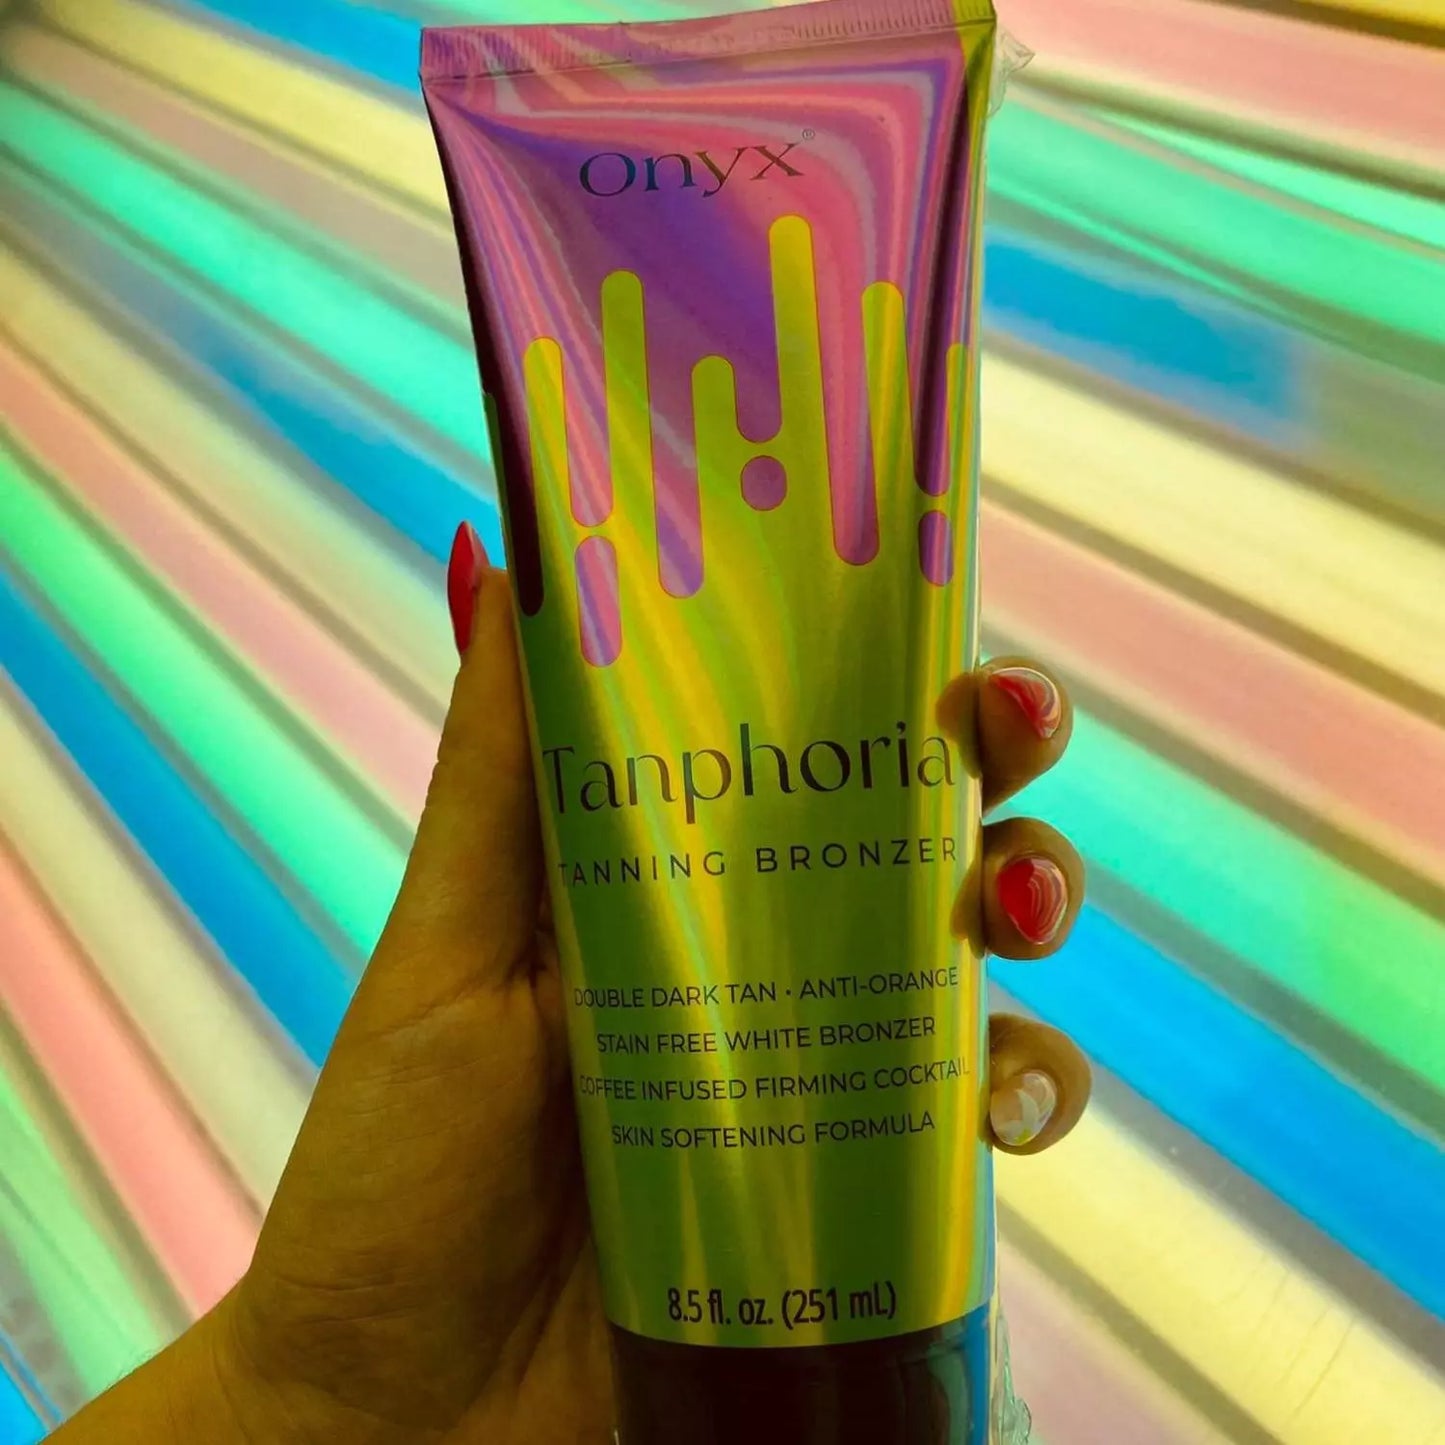 Onyx®
Tanphoria
TANNING BRONZER
DOUBLE DARK TAN • ANTI-ORANGE
STAIN FREE WHITE BRONZER
COFFEE INFUSED FIRMING COCKTAIL
SKIN SOFTENING FORMULA
8.5 fl. oz. (251 mL)